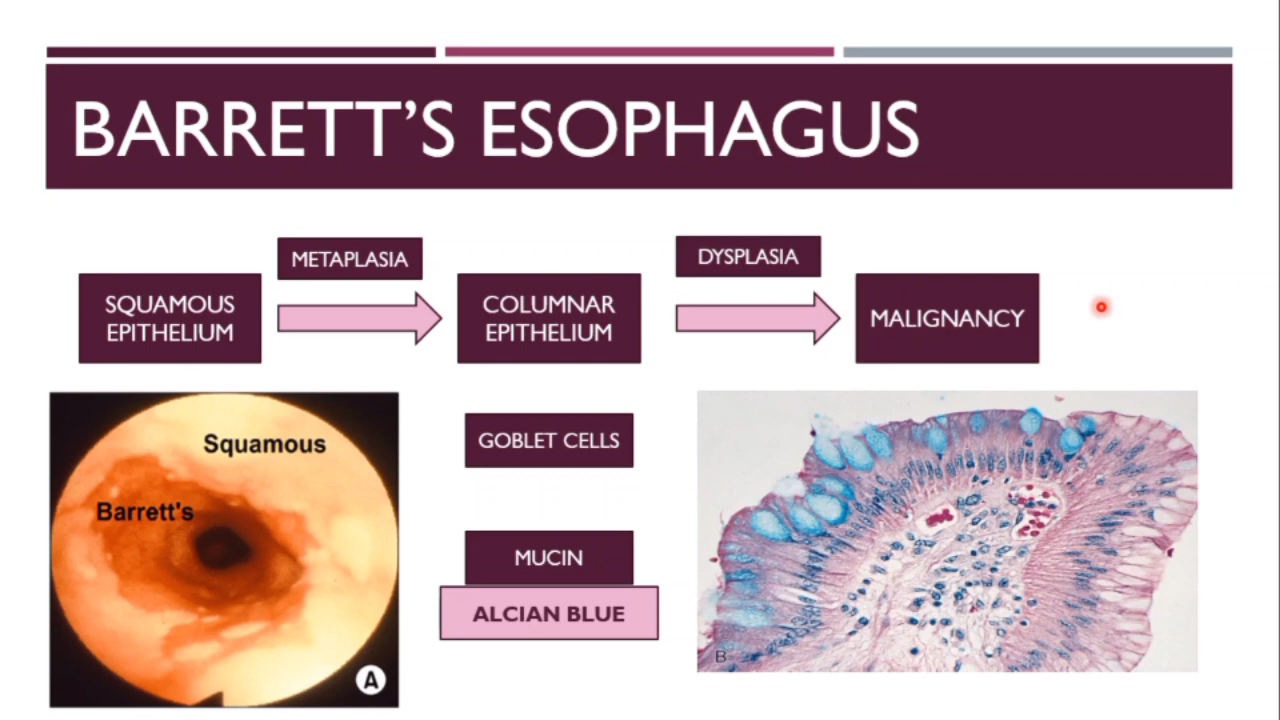 BARRETT'S ESOPHAGUS
METAPLASIA
DYSPLASIA
SQUAMOUS
EPITHELIUM
COLUMNAR
EPITHELIUM
MALIGNANCY
Squamous
Barrett's
A
GOBLET CELLS
MUCIN
ALCIAN BLUE
B